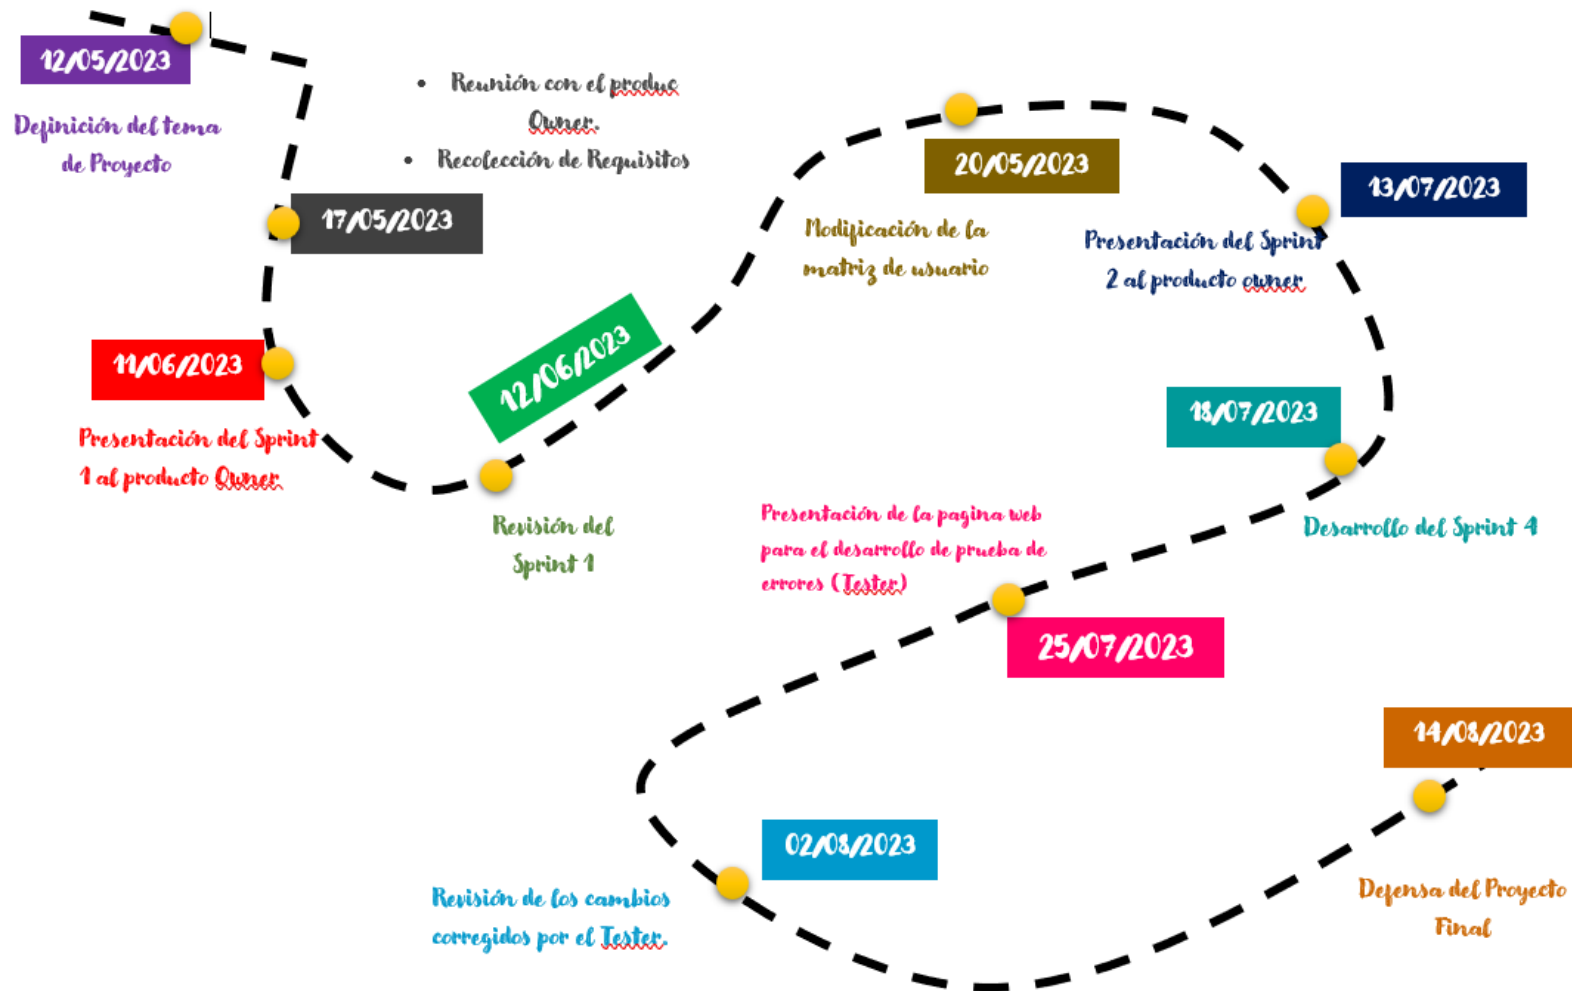 12/05/2023
Definición del tema
de Proyecto
• Reunión con el produc
Owner.
• Recolección de Requisitos
17/05/2023
11/06/2023
Presentación del Sprint
1 al producto Owner
12/06/2023
Revisión del
Sprint 1
20/05/2023
Modificación de la
matriz de usuario
13/07/2023
Presentación del Sprint
2 al producto owner
18/07/2023
Desarrollo del Sprint 4
Presentación de la pagina web
para el desarrollo de prueba de
errores (Tester)
25/07/2023
02/08/2023
Revisión de los cambios
corregidos por el Tester.
14/08/2023
Defensa del Proyecto
Final